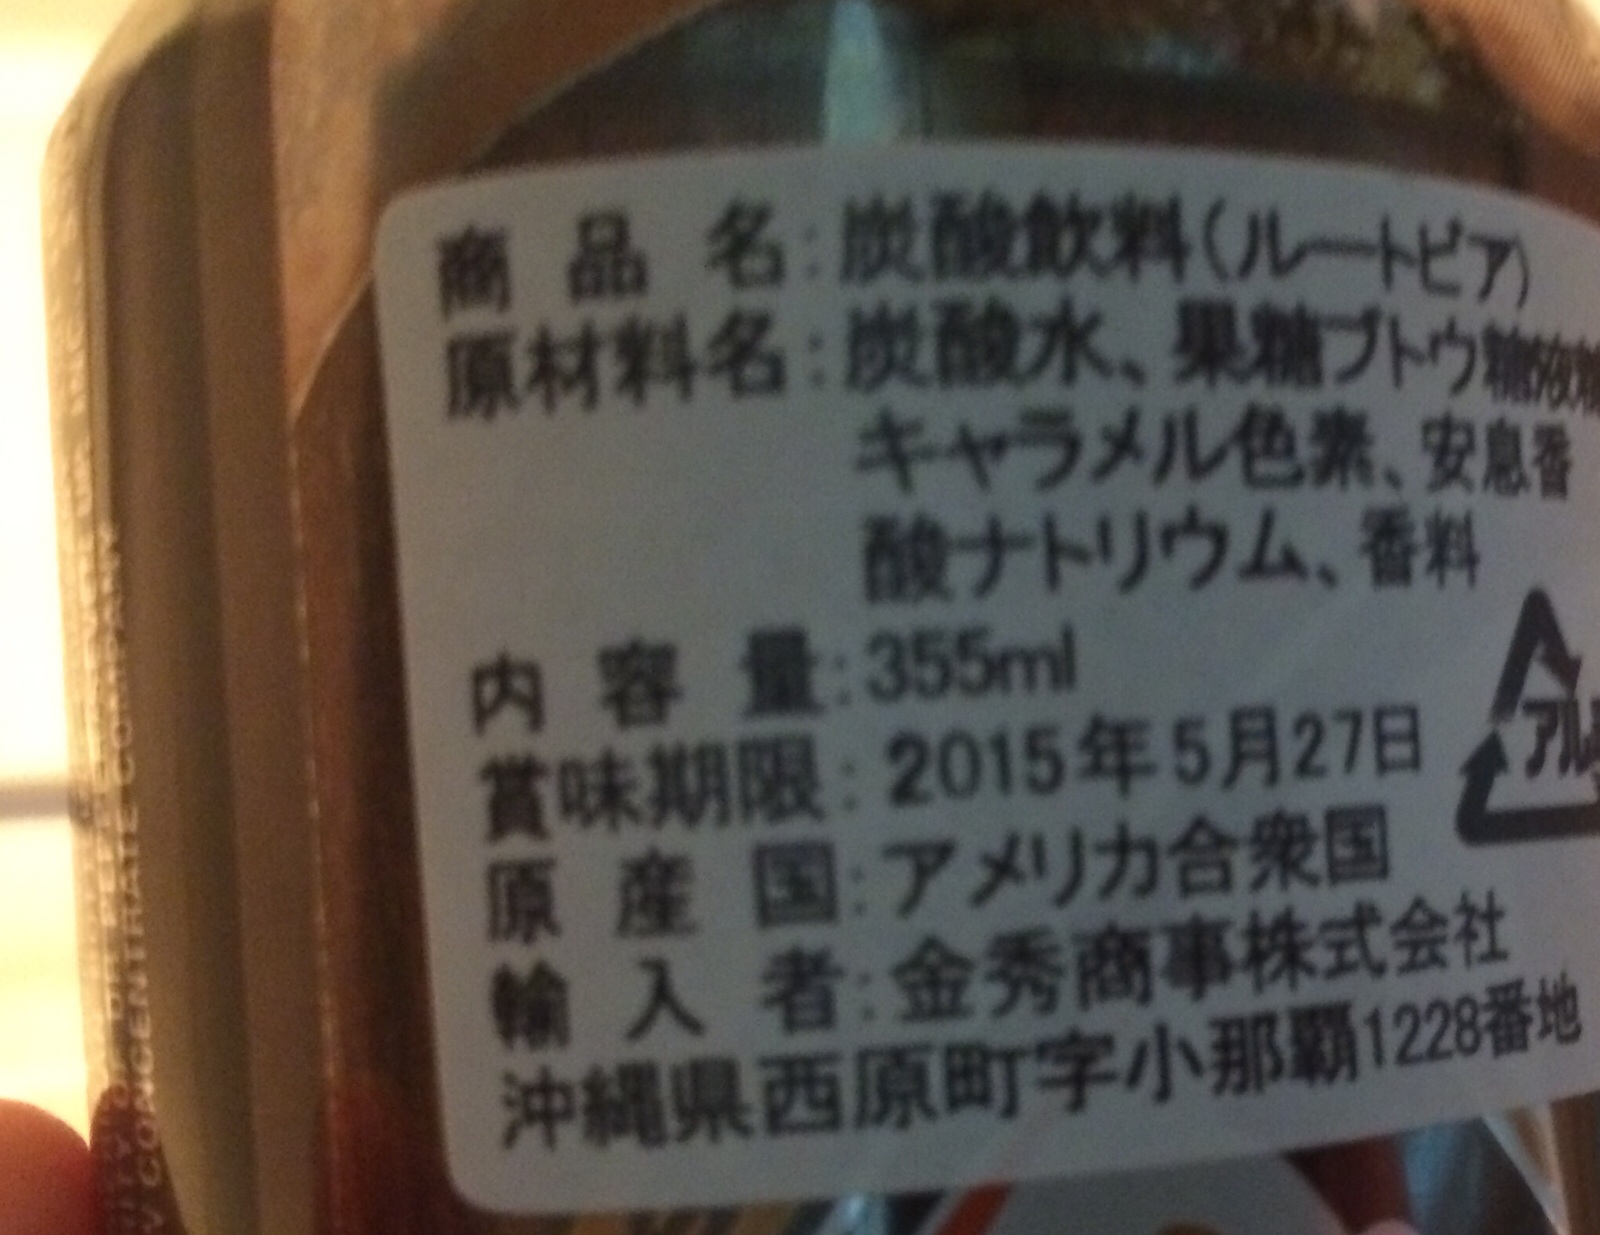 商品名:炭酸飲料(ルートビア)
原材料名:炭酸水、果糖ブドウ糖液糖
キャラメル色素、安息香
酸ナトリウム、香料
内容量:355ml
賞味期限:2015年5月27日
原産国:アメリカ合衆国
輸入者:金秀商事株式会社
沖縄県西原町字小那覇1228番地
アル
CONCENTRATE CO